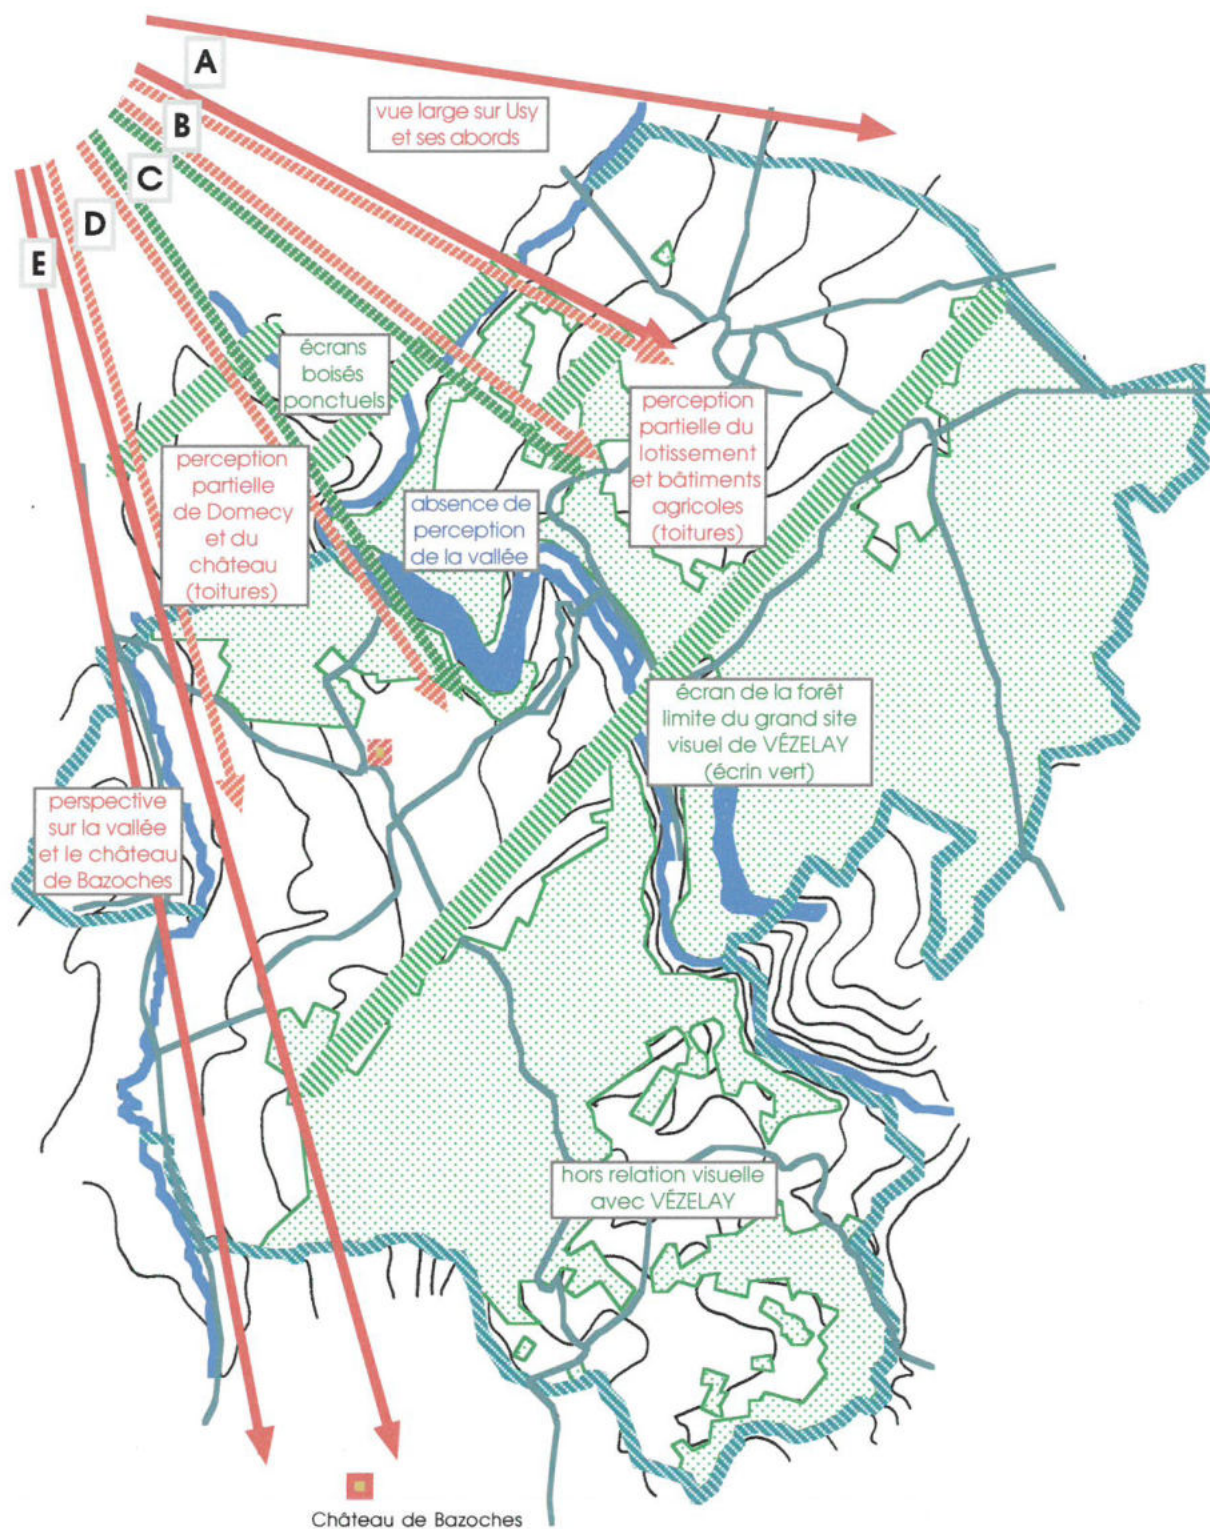 A
vue large sur Usy
et ses abords
B
C
D
E
écrans
boisés
ponctuels
perception
partielle du
lotissement
et bâtiments
agricoles
(toitures)
perception
partielle
de Domecy
et du
château
(toitures)
absence de
perception
de la vallée
écran de la forêt
limite du grand site
visuel de VÉZELAY
(écrin vert)
perspective
sur la vallée
et le château
de Bazoches
hors relation visuelle
avec VÉZELAY
Château de Bazoches